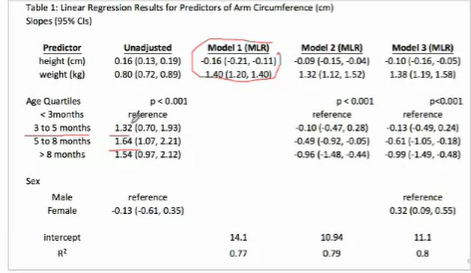 Table 1: Linear Regression Results for Predictors of Arm Circumference (cm)
Slopes (95% CIs)
Predictor Unadjusted Model 1 (MLR) Model 2 (MLR) Model 3 (MLR)
height (cm) 0.16 (0.13, 0.19) -0.16 (-0.21, -0.11) -0.09 (-0.15, -0.04) -0.10 (-0.16, -0.05)
weight (kg) 0.80 (0.72, 0.89) 1.40 (1.20, 1.40) 1.32 (1.12, 1.52) 1.38 (1.19, 1.58)
Age Quartiles p < 0.001 p < 0.001 p<0.001
< 3months reference reference reference
3 to 5 months 1.32 (0.70, 1.93) -0.10 (-0.47, 0.28) -0.13 (-0.49, 0.24)
5 to 8 months 1.64 (1.07, 2.21) -0.49 (-0.92, -0.05) -0.61 (-1.05, -0.18)
> 8 months 1.54 (0.97, 2.12) -0.96 (-1.48, -0.44) -0.99 (-1.49, -0.48)
Sex
Male reference reference
Female -0.13 (-0.61, 0.35) 0.32 (0.09, 0.55)
intercept 14.1 10.94 11.1
R² 0.77 0.79 0.8